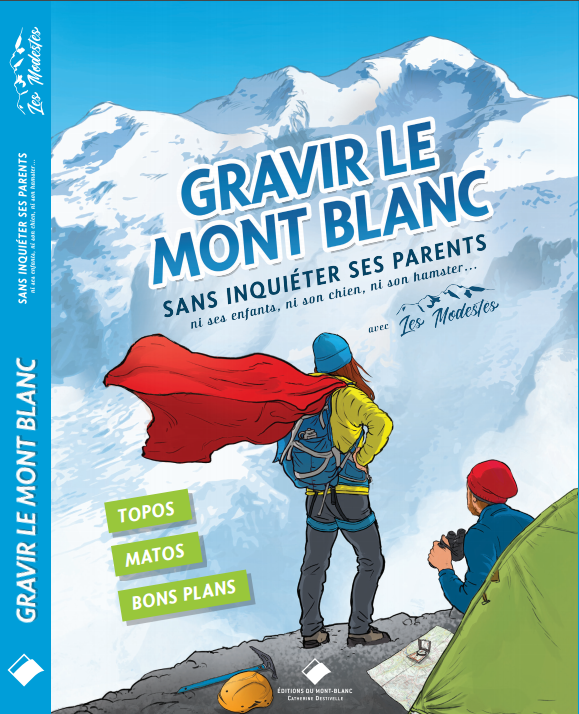 Les Modestes
SANS INQUIÉTER SES PARENTS
ni ses enfants, ni son chien, ni son hamster...
GRAVIR LE MONT BLANC
GRAVIR LE
MONT BLANC
SANS INQUIÉTER SES PARENTS
ni ses enfants, ni son chien, ni son hamster...
avec Les Modestes
TOPOS
MATOS
BONS PLANS
ÉDITIONS DU MONT-BLANC
CATHERINE DESTIVELLE